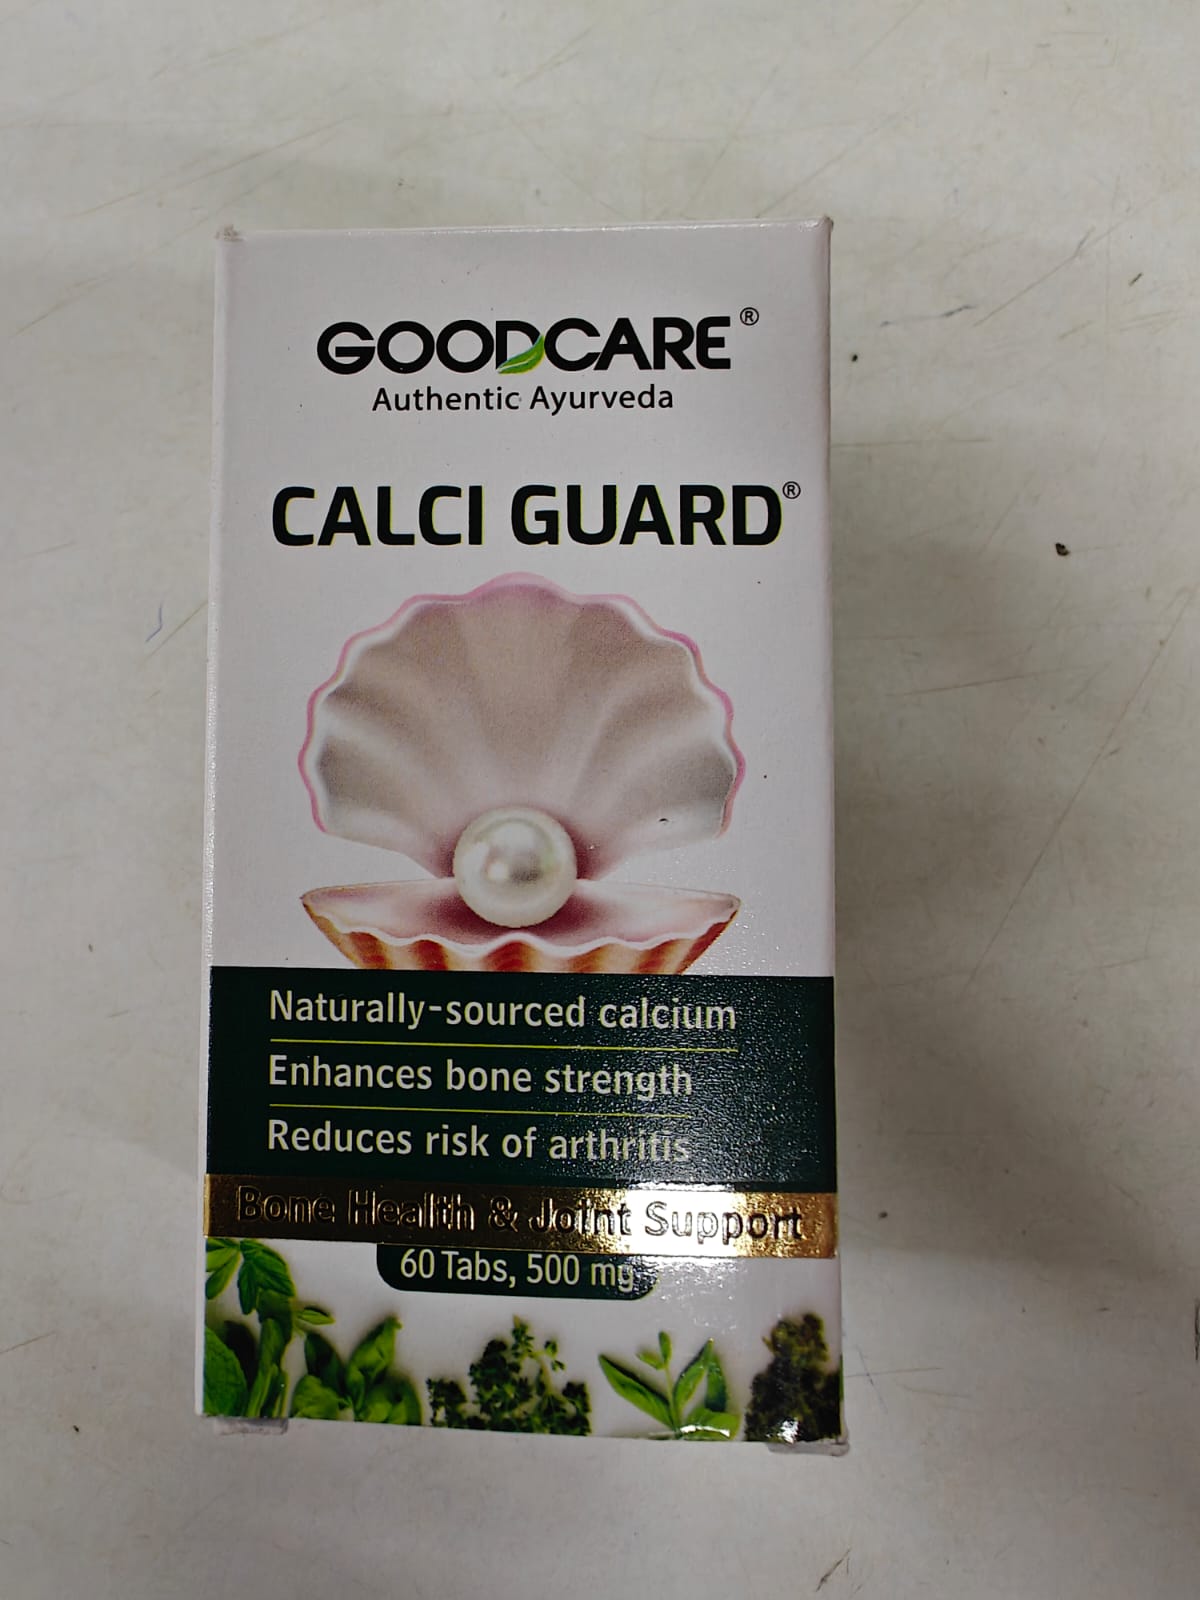 GOODCARE®
Authentic Ayurveda
CALCI GUARD®
Naturally-sourced calcium
Enhances bone strength
Reduces risk of arthritis
Bone Health & Joint Support
60 Tabs, 500 mg